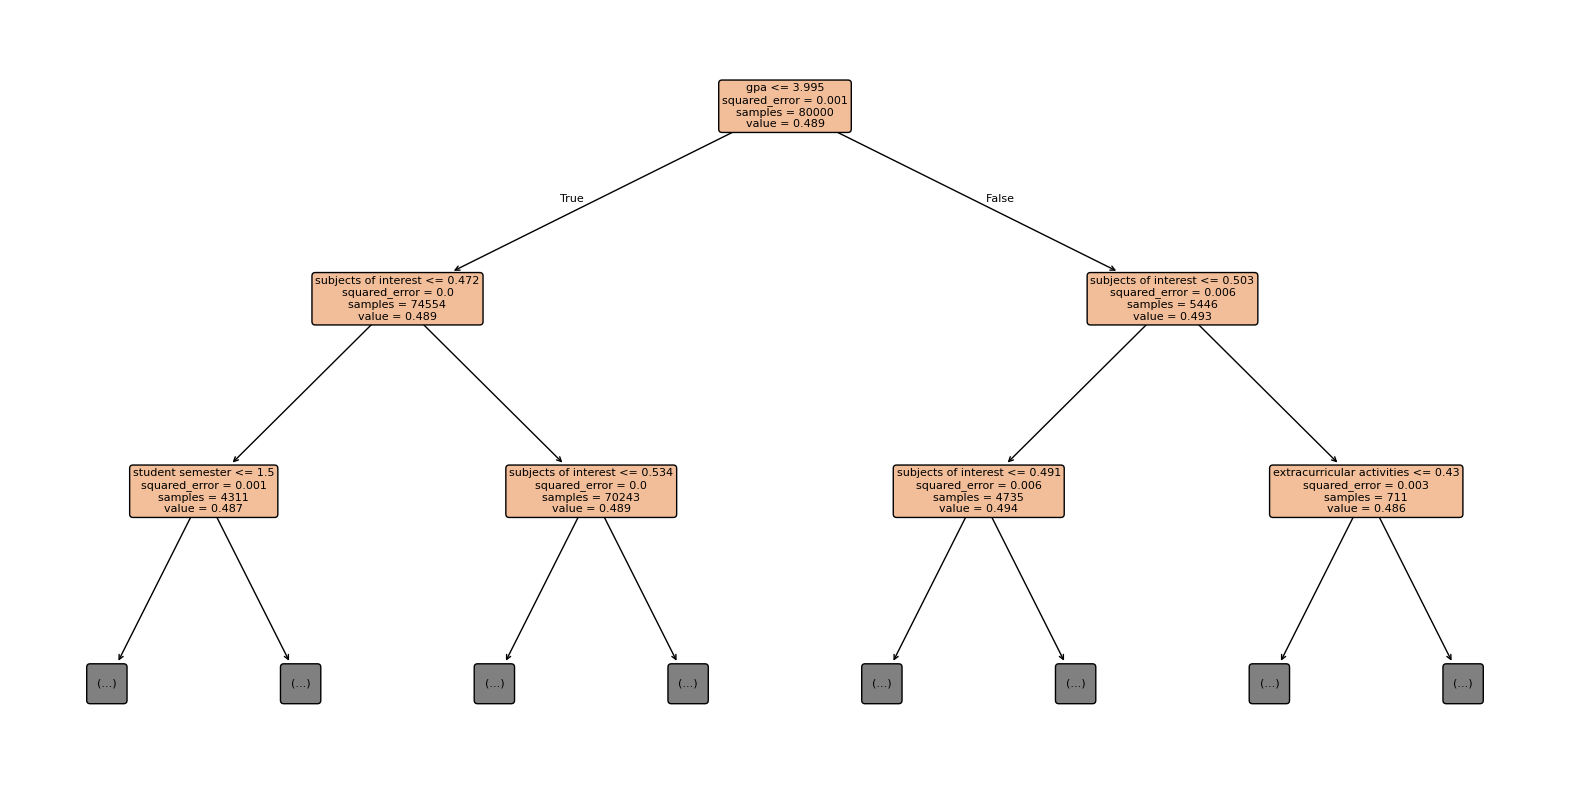 gpa <= 3.995
squared_error = 0.001
samples = 80000
value = 0.489
True
False
subjects of interest <= 0.472
squared_error = 0.0
samples = 74554
value = 0.489
subjects of interest <= 0.503
squared_error = 0.006
samples = 5446
value = 0.493
student semester <= 1.5
squared_error = 0.001
samples = 4311
value = 0.487
subjects of interest <= 0.534
squared_error = 0.0
samples = 70243
value = 0.489
subjects of interest <= 0.491
squared_error = 0.006
samples = 4735
value = 0.494
extracurricular activities <= 0.43
squared_error = 0.003
samples = 711
value = 0.486
(...)
(...)
(...)
(...)
(...)
(...)
(...)
(...)